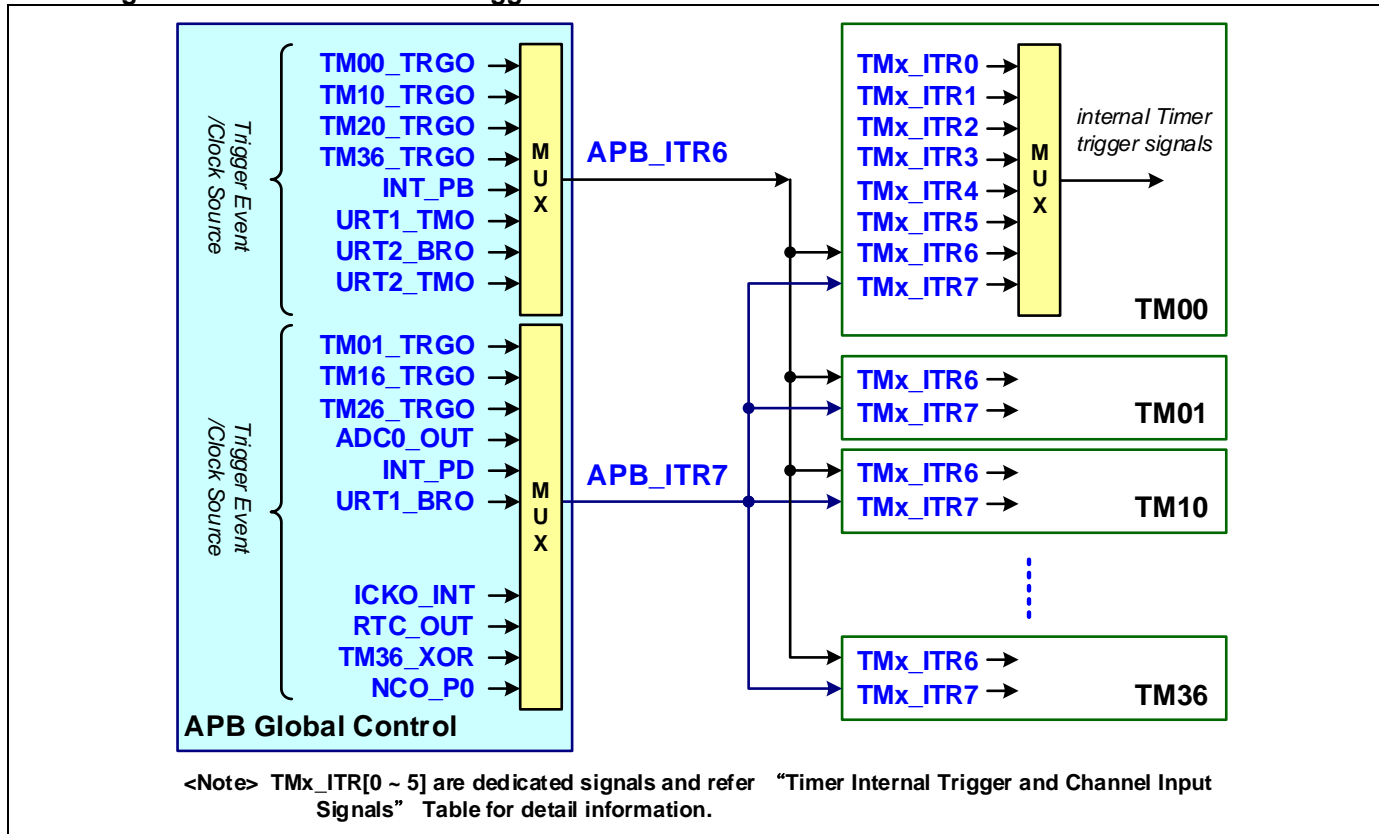 TM00_TRGO
TM10_TRGO
TM20_TRGO
TM36_TRGO
INT_PB
URT1_TMO
URT2_BRO
URT2_TMO
Trigger Event
/Clock Source
MUX
APB_ITR6
TM01_TRGO
TM16_TRGO
TM26_TRGO
ADC0_OUT
INT_PD
URT1_BRO
ICKO_INT
RTC_OUT
TM36_XOR
NCO_P0
Trigger Event
/Clock Source
MUX
APB_ITR7
APB Global Control
TMx_ITR0
TMx_ITR1
TMx_ITR2
TMx_ITR3
TMx_ITR4
TMx_ITR5
TMx_ITR6
TMx_ITR7
MUX
internal Timer
trigger signals
TM00
TMx_ITR6
TMx_ITR7
TM01
TMx_ITR6
TMx_ITR7
TM10
TMx_ITR6
TMx_ITR7
TM36
<Note> TMx_ITR[0 ~ 5] are dedicated signals and refer “Timer Internal Trigger and Channel Input
Signals” Table for detail information.